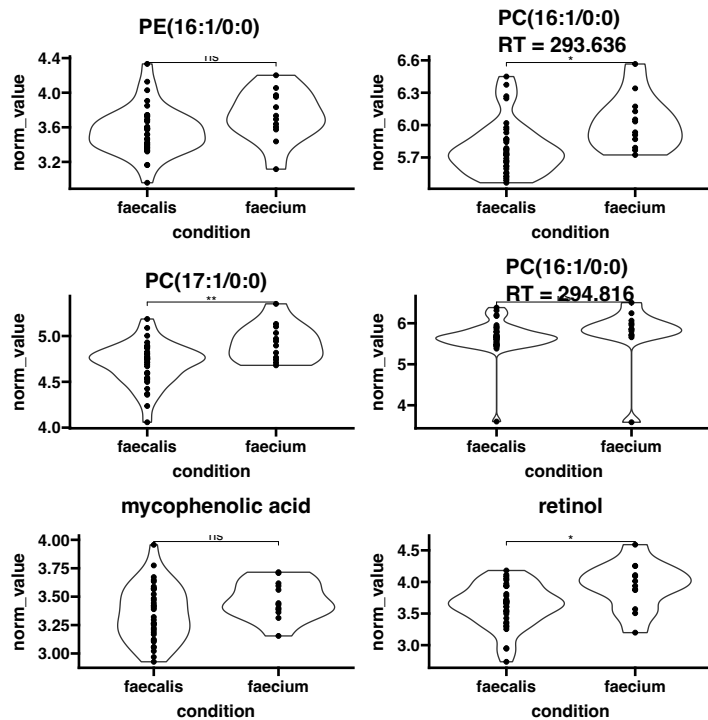 PE(16:1/0:0)
ns
norm_value
4.4
4.0
3.6
3.2
faecalis
faecium
condition
PC(16:1/0:0)
RT = 293.636
*
norm_value
6.6
6.3
6.0
5.7
faecalis
faecium
condition
PC(17:1/0:0)
**
norm_value
5.0
4.5
4.0
faecalis
faecium
condition
PC(16:1/0:0)
RT = 294.816
norm_value
6
5
4
faecalis
faecium
condition
mycophenolic acid
ns
norm_value
4.00
3.75
3.50
3.25
3.00
faecalis
faecium
condition
retinol
*
norm_value
4.5
4.0
3.5
3.0
faecalis
faecium
condition